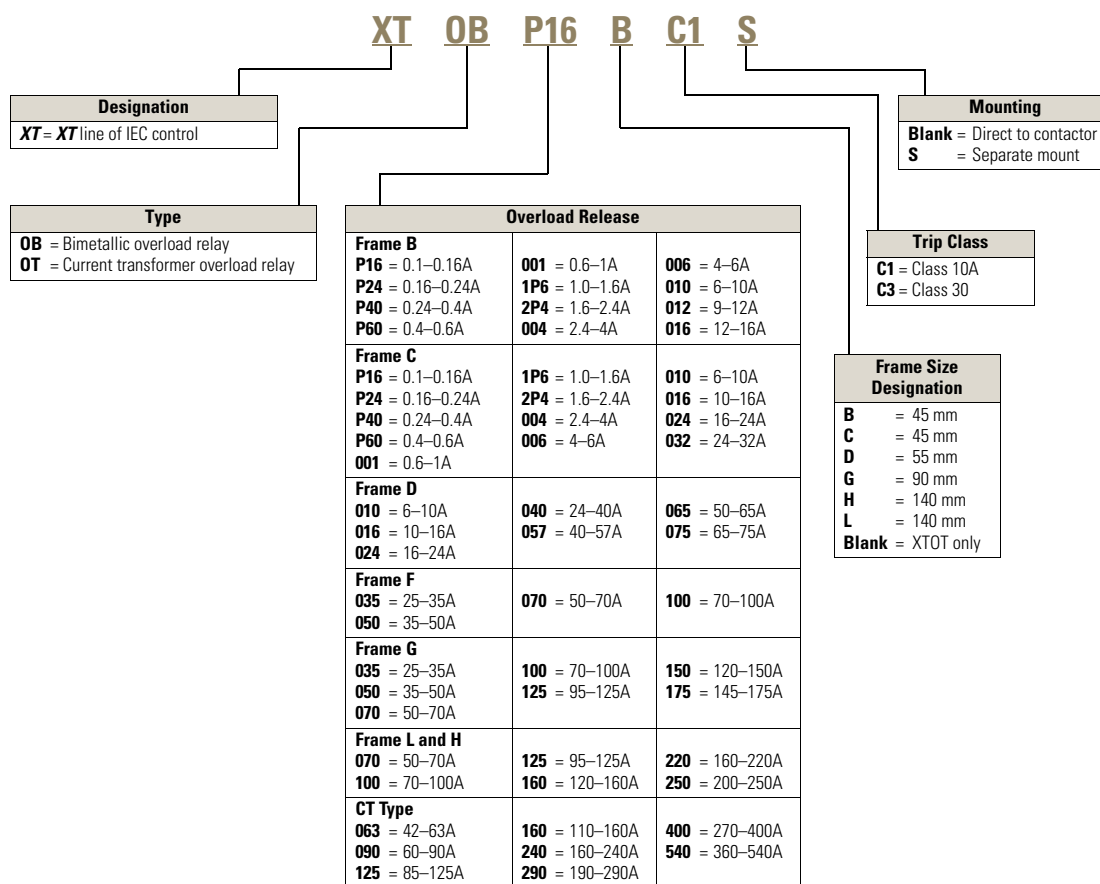 XT OB P16 B C1 S
Designation
XT = XT line of IEC control
Type
OB = Bimetallic overload relay
OT = Current transformer overload relay
Overload Release
Frame B
P16 = 0.1–0.16A 001 = 0.6–1A 006 = 4–6A
P24 = 0.16–0.24A 1P6 = 1.0–1.6A 010 = 6–10A
P40 = 0.24–0.4A 2P4 = 1.6–2.4A 012 = 9–12A
P60 = 0.4–0.6A 004 = 2.4–4A 016 = 12–16A
Frame C
P16 = 0.1–0.16A 1P6 = 1.0–1.6A 010 = 6–10A
P24 = 0.16–0.24A 2P4 = 1.6–2.4A 016 = 10–16A
P40 = 0.24–0.4A 004 = 2.4–4A 024 = 16–24A
P60 = 0.4–0.6A 006 = 4–6A 032 = 24–32A
001 = 0.6–1A
Frame D
010 = 6–10A 040 = 24–40A 065 = 50–65A
016 = 10–16A 057 = 40–57A 075 = 65–75A
024 = 16–24A
Frame F
035 = 25–35A 070 = 50–70A 100 = 70–100A
050 = 35–50A
Frame G
035 = 25–35A 100 = 70–100A 150 = 120–150A
050 = 35–50A 125 = 95–125A 175 = 145–175A
070 = 50–70A
Frame L and H
070 = 50–70A 125 = 95–125A 220 = 160–220A
100 = 70–100A 160 = 120–160A 250 = 200–250A
CT Type
063 = 42–63A 160 = 110–160A 400 = 270–400A
090 = 60–90A 240 = 160–240A 540 = 360–540A
125 = 85–125A 290 = 190–290A
Mounting
Blank = Direct to contactor
S = Separate mount
Trip Class
C1 = Class 10A
C3 = Class 30
Frame Size
Designation
B = 45 mm
C = 45 mm
D = 55 mm
G = 90 mm
H = 140 mm
L = 140 mm
Blank = XTOT only